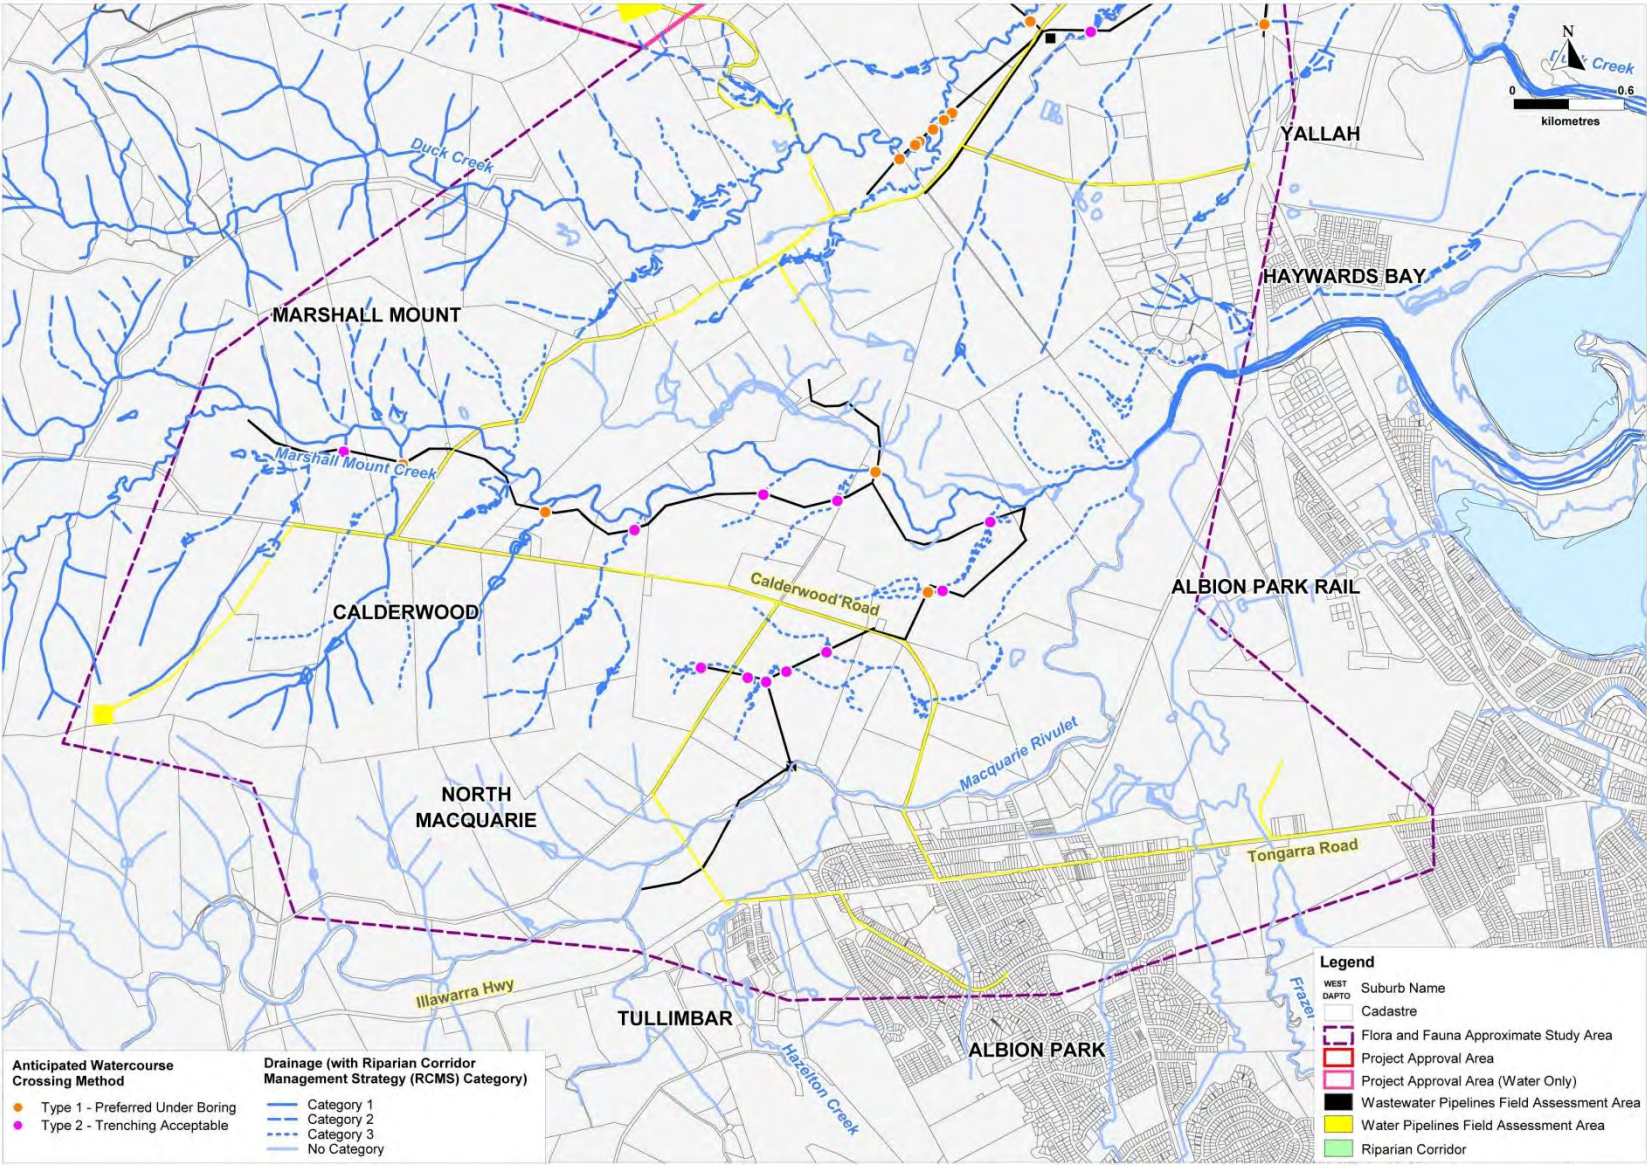 N
Duck Creek
0 0.6
kilometres
YALLAH
Duck Creek
HAYWARDS BAY
MARSHALL MOUNT
Marshall Mount Creek
Calderwood Road
ALBION PARK RAIL
CALDERWOOD
Macquarie Rivulet
NORTH
MACQUARIE
Tongarra Road
Illawarra Hwy
TULLIMBAR
ALBION PARK
Hazelton Creek
Frazer
Anticipated Watercourse
Crossing Method
Type 1 - Preferred Under Boring
Type 2 - Trenching Acceptable
Drainage (with Riparian Corridor
Management Strategy (RCMS) Category)
Category 1
Category 2
Category 3
No Category
Legend
WEST
DAPTO
Suburb Name
Cadastre
Flora and Fauna Approximate Study Area
Project Approval Area
Project Approval Area (Water Only)
Wastewater Pipelines Field Assessment Area
Water Pipelines Field Assessment Area
Riparian Corridor